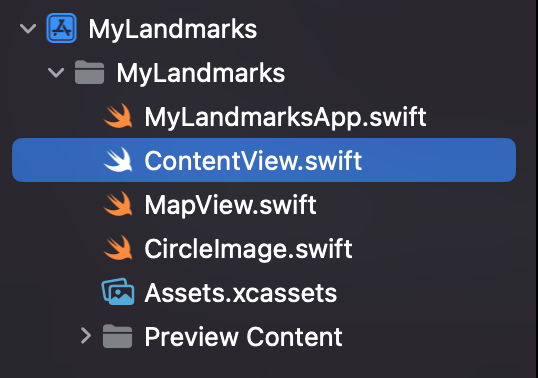 MyLandmarks
MyLandmarks
MyLandmarksApp.swift
ContentView.swift
MapView.swift
CircleImage.swift
Assets.xcassets
Preview Content